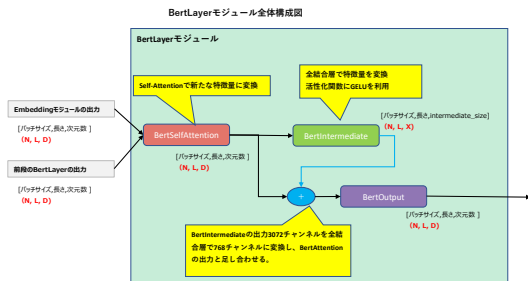 BertLayerモジュール全体構成図
BertLayerモジュール
Self-Attentionで新たな特徴量に変換
全結合層で特徴量を変換
活性化関数にGELUを利用
Embeddingモジュールの出力
[バッチサイズ,長さ,次元数 ]
(N, L, D)
前段のBertLayerの出力
[バッチサイズ,長さ,次元数 ]
(N, L, D)
BertSelfAttention
[バッチサイズ,長さ,次元数 ]
(N, L, D)
BertIntermediate
[バッチサイズ,長さ,intermediate_size]
(N, L, X)
+
BertOutput
[バッチサイズ,長さ,次元数 ]
(N, L, D)
BertIntermediateの出力3072チャンネルを全結
合層で768チャンネルに変換し、BertAttention
の出力と足し合わせる。